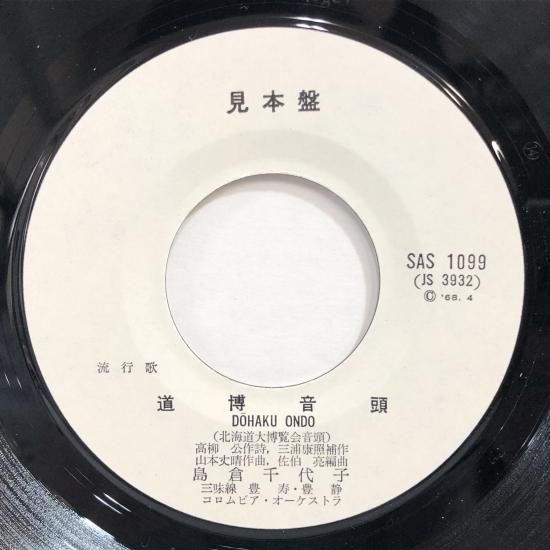 見本盤
SAS 1099
(JS 3932)
© '68. 4
流行歌
道博音頭
DŌHAKU ONDO
(北海道大博覧会音頭)
高柳 公作詩, 三浦康照補作
山本丈晴作曲, 佐伯 亮編曲
島倉千代子
三味線 豊 寿・豊 静
コロムビア・オーケストラ